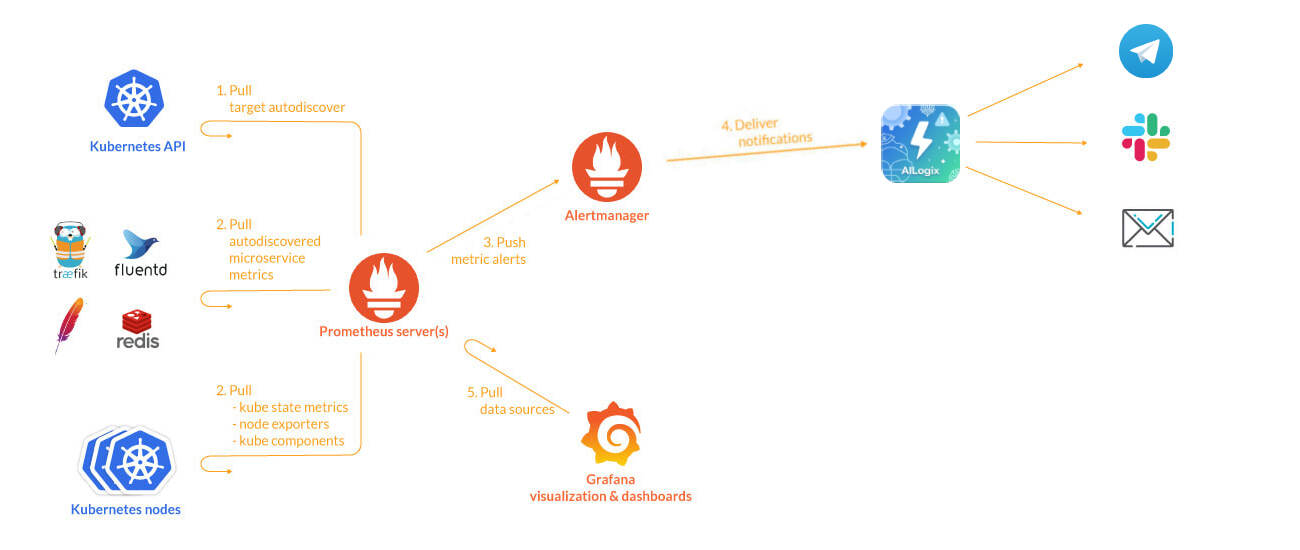 1. Pull
target autodiscover
Kubernetes API
2. Pull
autodiscovered
microservice
metrics
træfik
fluentd
redis
Prometheus server(s)
2. Pull
- kube state metrics
- node exporters
- kube components
Kubernetes nodes
3. Push
metric alerts
Alertmanager
4. Deliver
notifications
AILogix
5. Pull
data sources
Grafana
visualization & dashboards